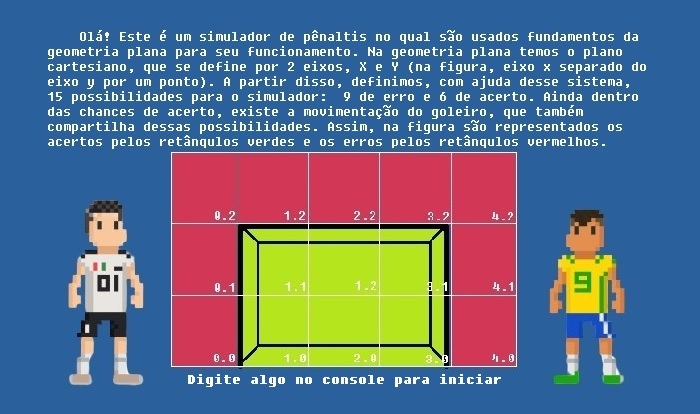 Olá! Este é um simulador de pênaltis no qual são usados fundamentos da
geometria plana para seu funcionamento. Na geometria plana temos o plano
cartesiano, que se define por 2 eixos, X e Y (na figura, eixo x separado do
eixo y por um ponto). A partir disso, definimos, com ajuda desse sistema,
15 possibilidades para o simulador: 9 de erro e 6 de acerto. Ainda dentro
das chances de acerto, existe a movimentação do goleiro, que também
compartilha dessas possibilidades. Assim, na figura são representados os
acertos pelos retângulos verdes e os erros pelos retânqulos vermelhos.
0.2 1.2 2.2 3.2 4.2
0.1 1.1 1.2 3.1 4.1
0.0 1.0 2.0 3.0 4.0
01
9
Digite algo no console para iniciar